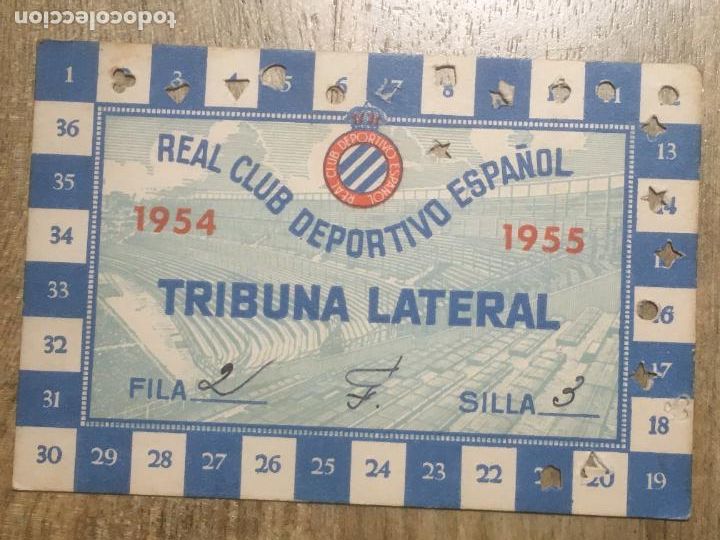 todocoleccion
1 3 5 7 8 9 10 11 12
36 13
35 14
34
33 16
32 17
31 18
30 29 28 27 26 25 24 23 22 20 19
REAL CLUB DEPORTIVO ESPAÑOL
REAL CLUB DEPORTIVO ESPAÑOL
1954 1955
TRIBUNA LATERAL
FILA 2 F. SILLA 3